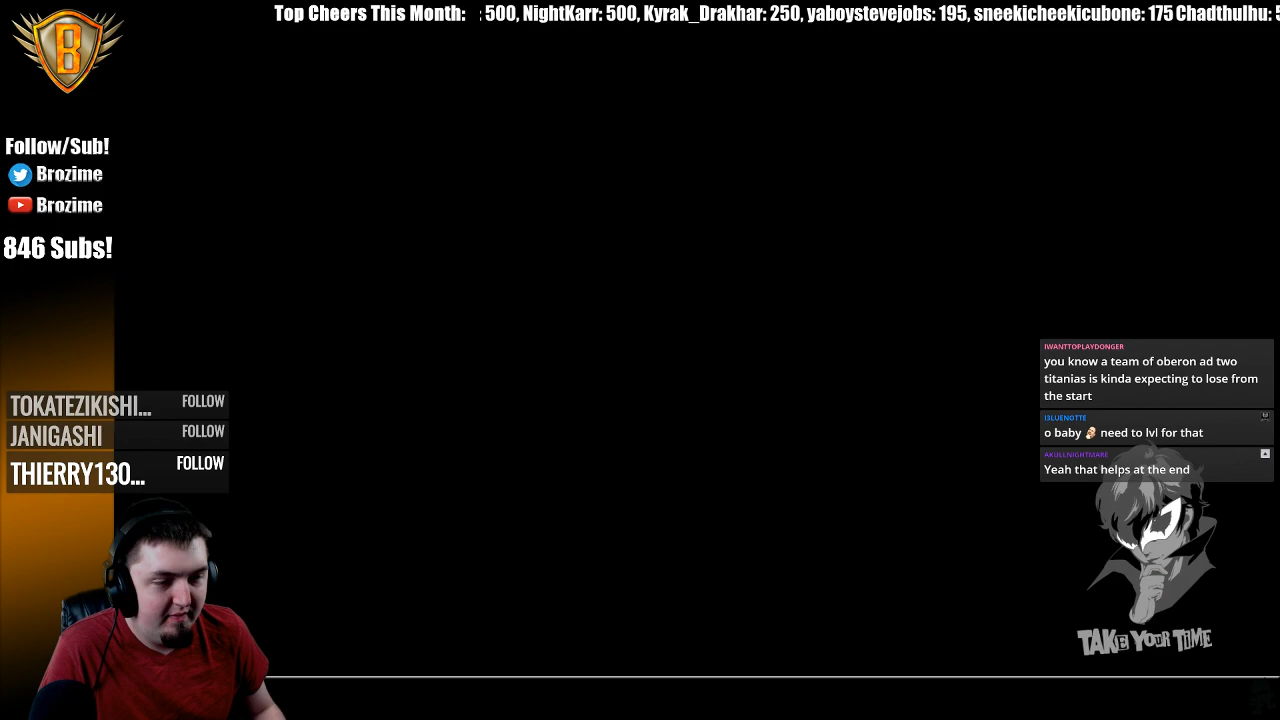 Top Cheers This Month: : 500, NightKarr: 500, Kyrak_Drakhar: 250, yaboystevejobs: 195, sneekicheekicubone: 175 Chadthulhu:
B
Follow/Sub!
Brozime
Brozime
846 Subs!
TOKATEZIKISHI... FOLLOW
JANIGASHI FOLLOW
THIERRY130... FOLLOW
IWANTTOPLAYDONGER
you know a team of oberon ad two
titanias is kinda expecting to lose from
the start
I3LUENOTTE
o baby need to lvl for that
AKULLNIGHTMARE
Yeah that helps at the end
TAKE YOUR TIME